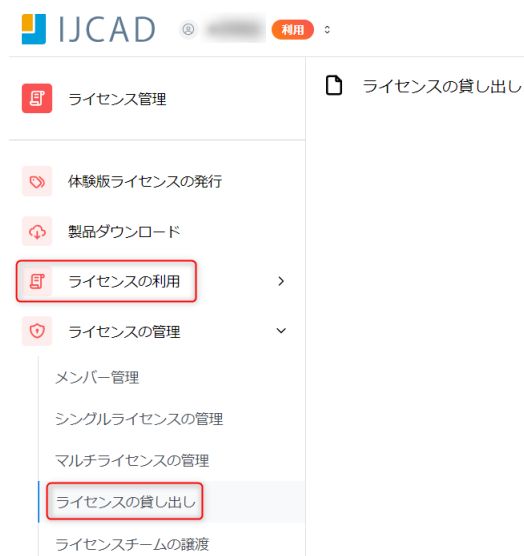 IJCAD 利用
ライセンス管理
ライセンスの貸し出し
体験版ライセンスの発行
製品ダウンロード
ライセンスの利用
ライセンスの管理
メンバー管理
シングルライセンスの管理
マルチライセンスの管理
ライセンスの貸し出し
ライセンスチームの譲渡